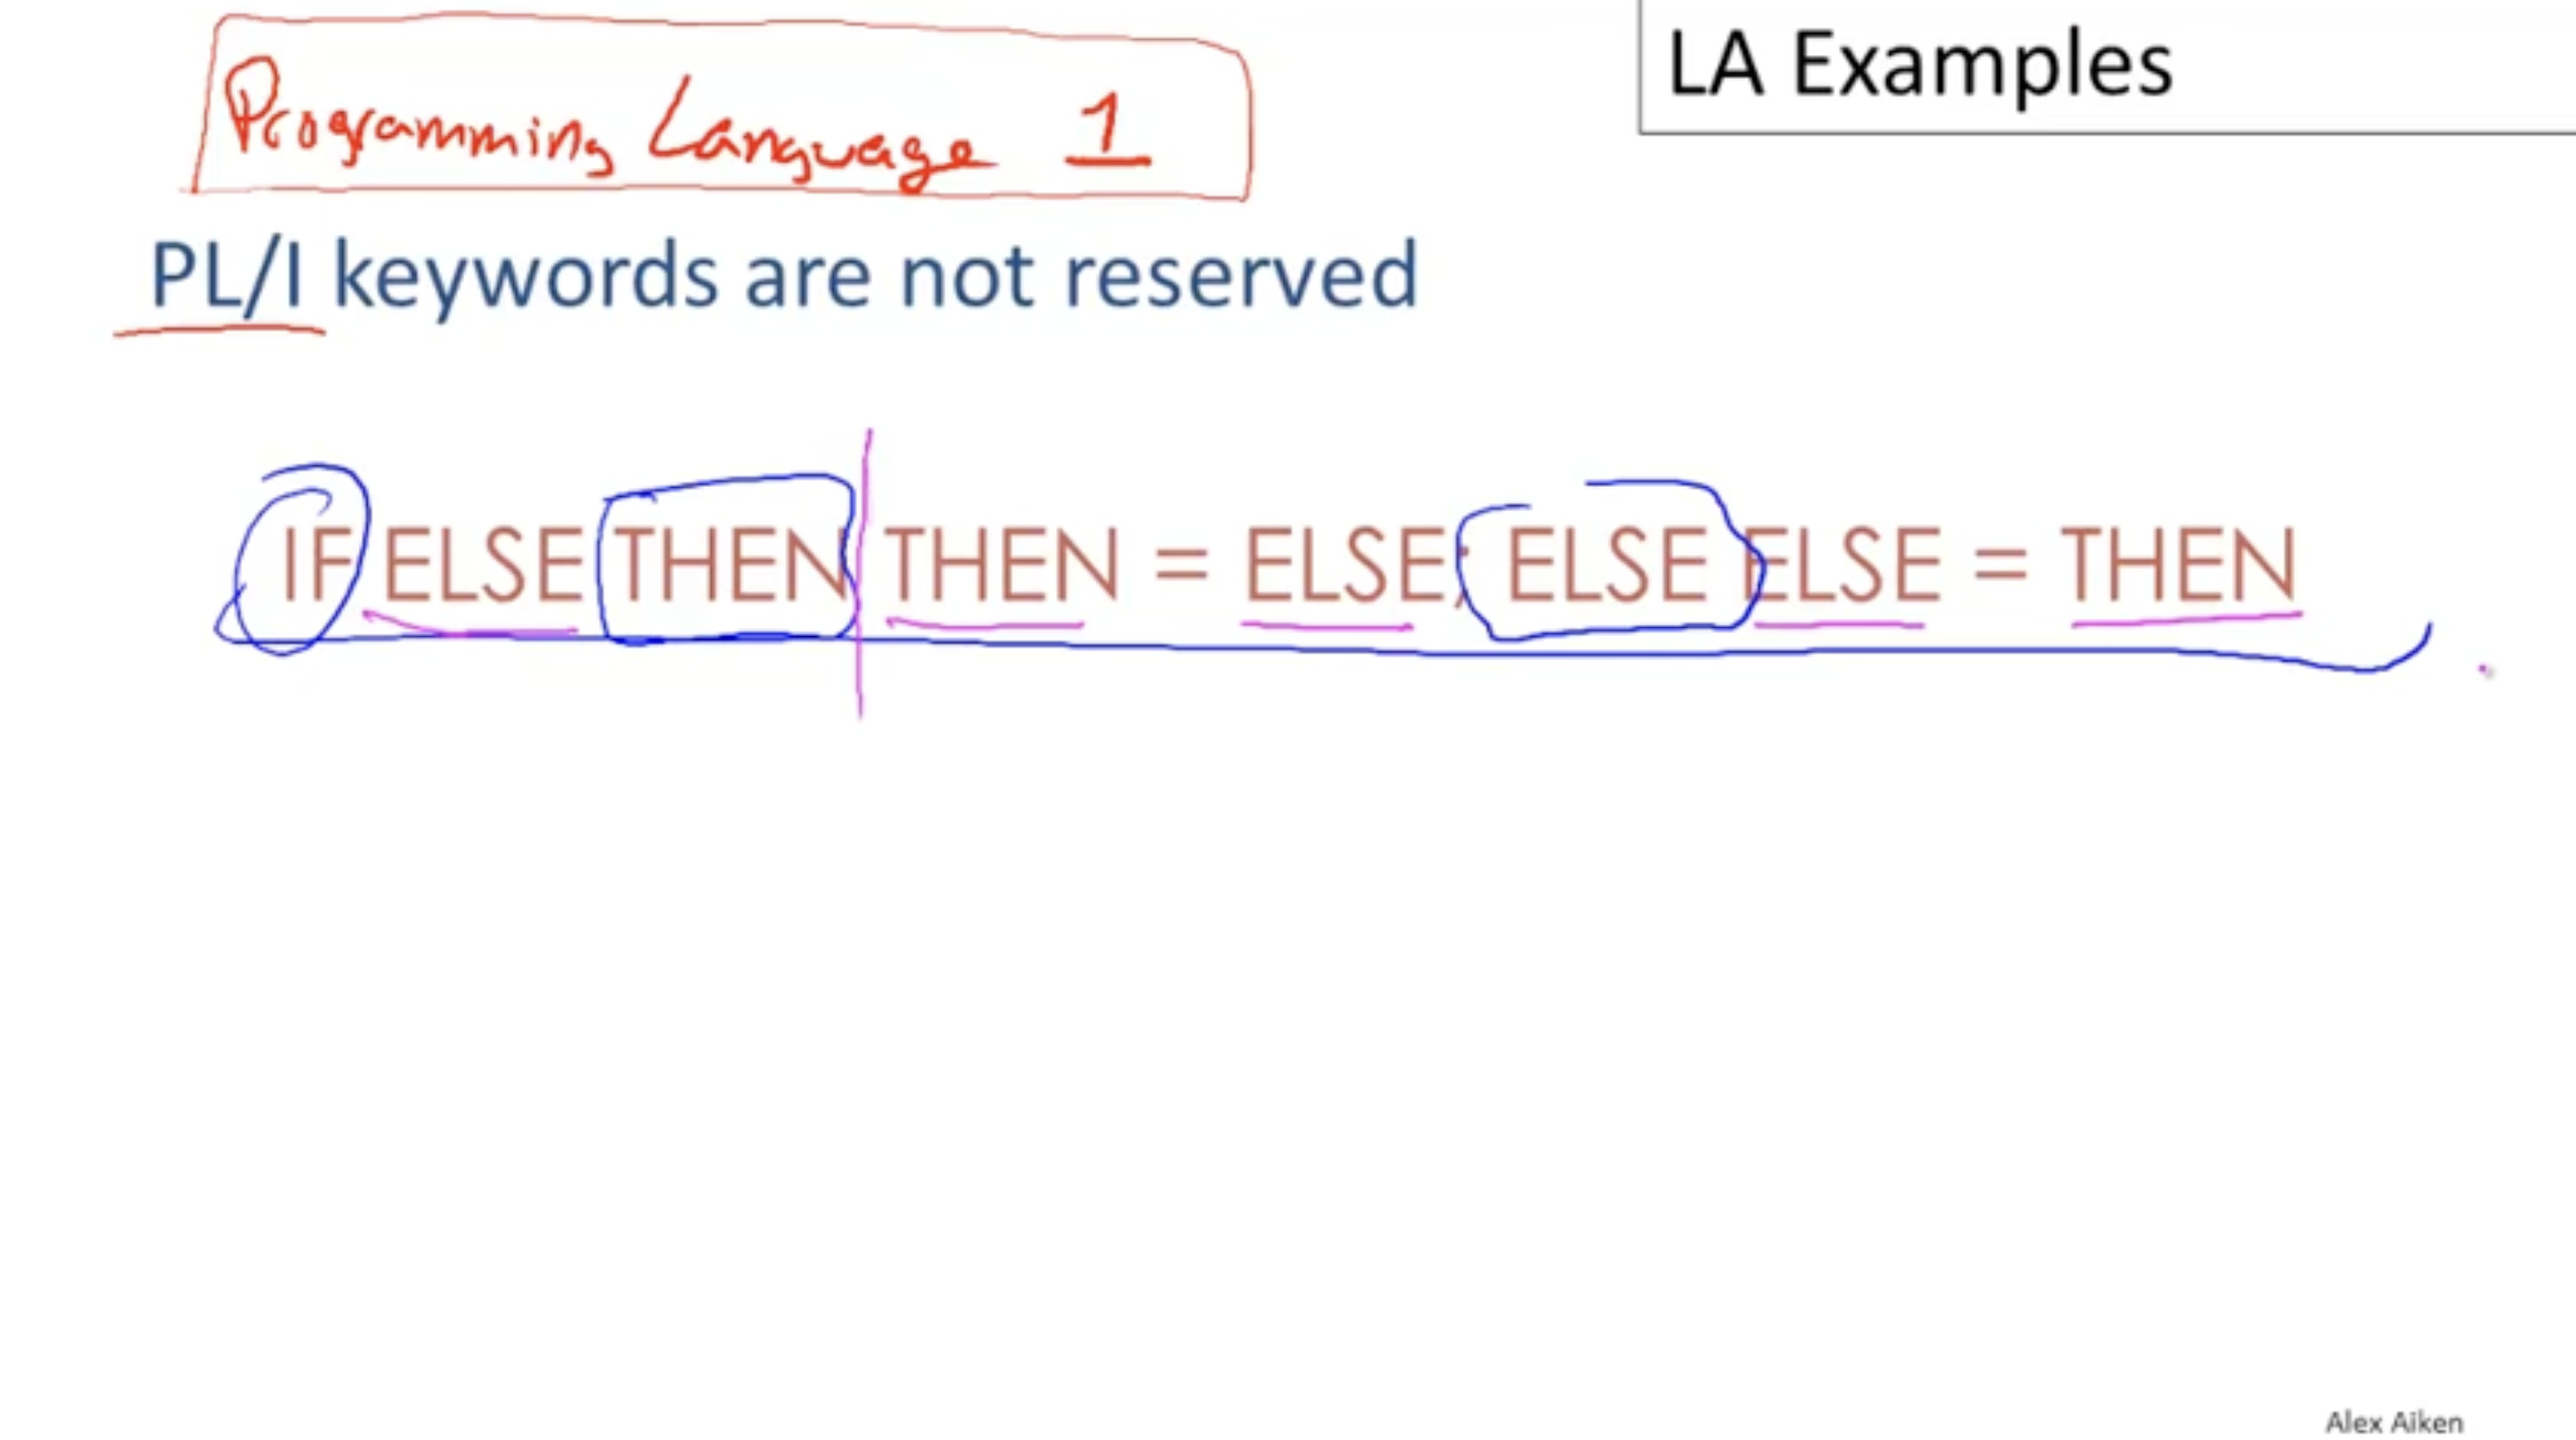 LA Examples
Programming Language 1
PL/I keywords are not reserved
IF ELSE THEN THEN = ELSE; ELSE ELSE = THEN
Alex Aiken